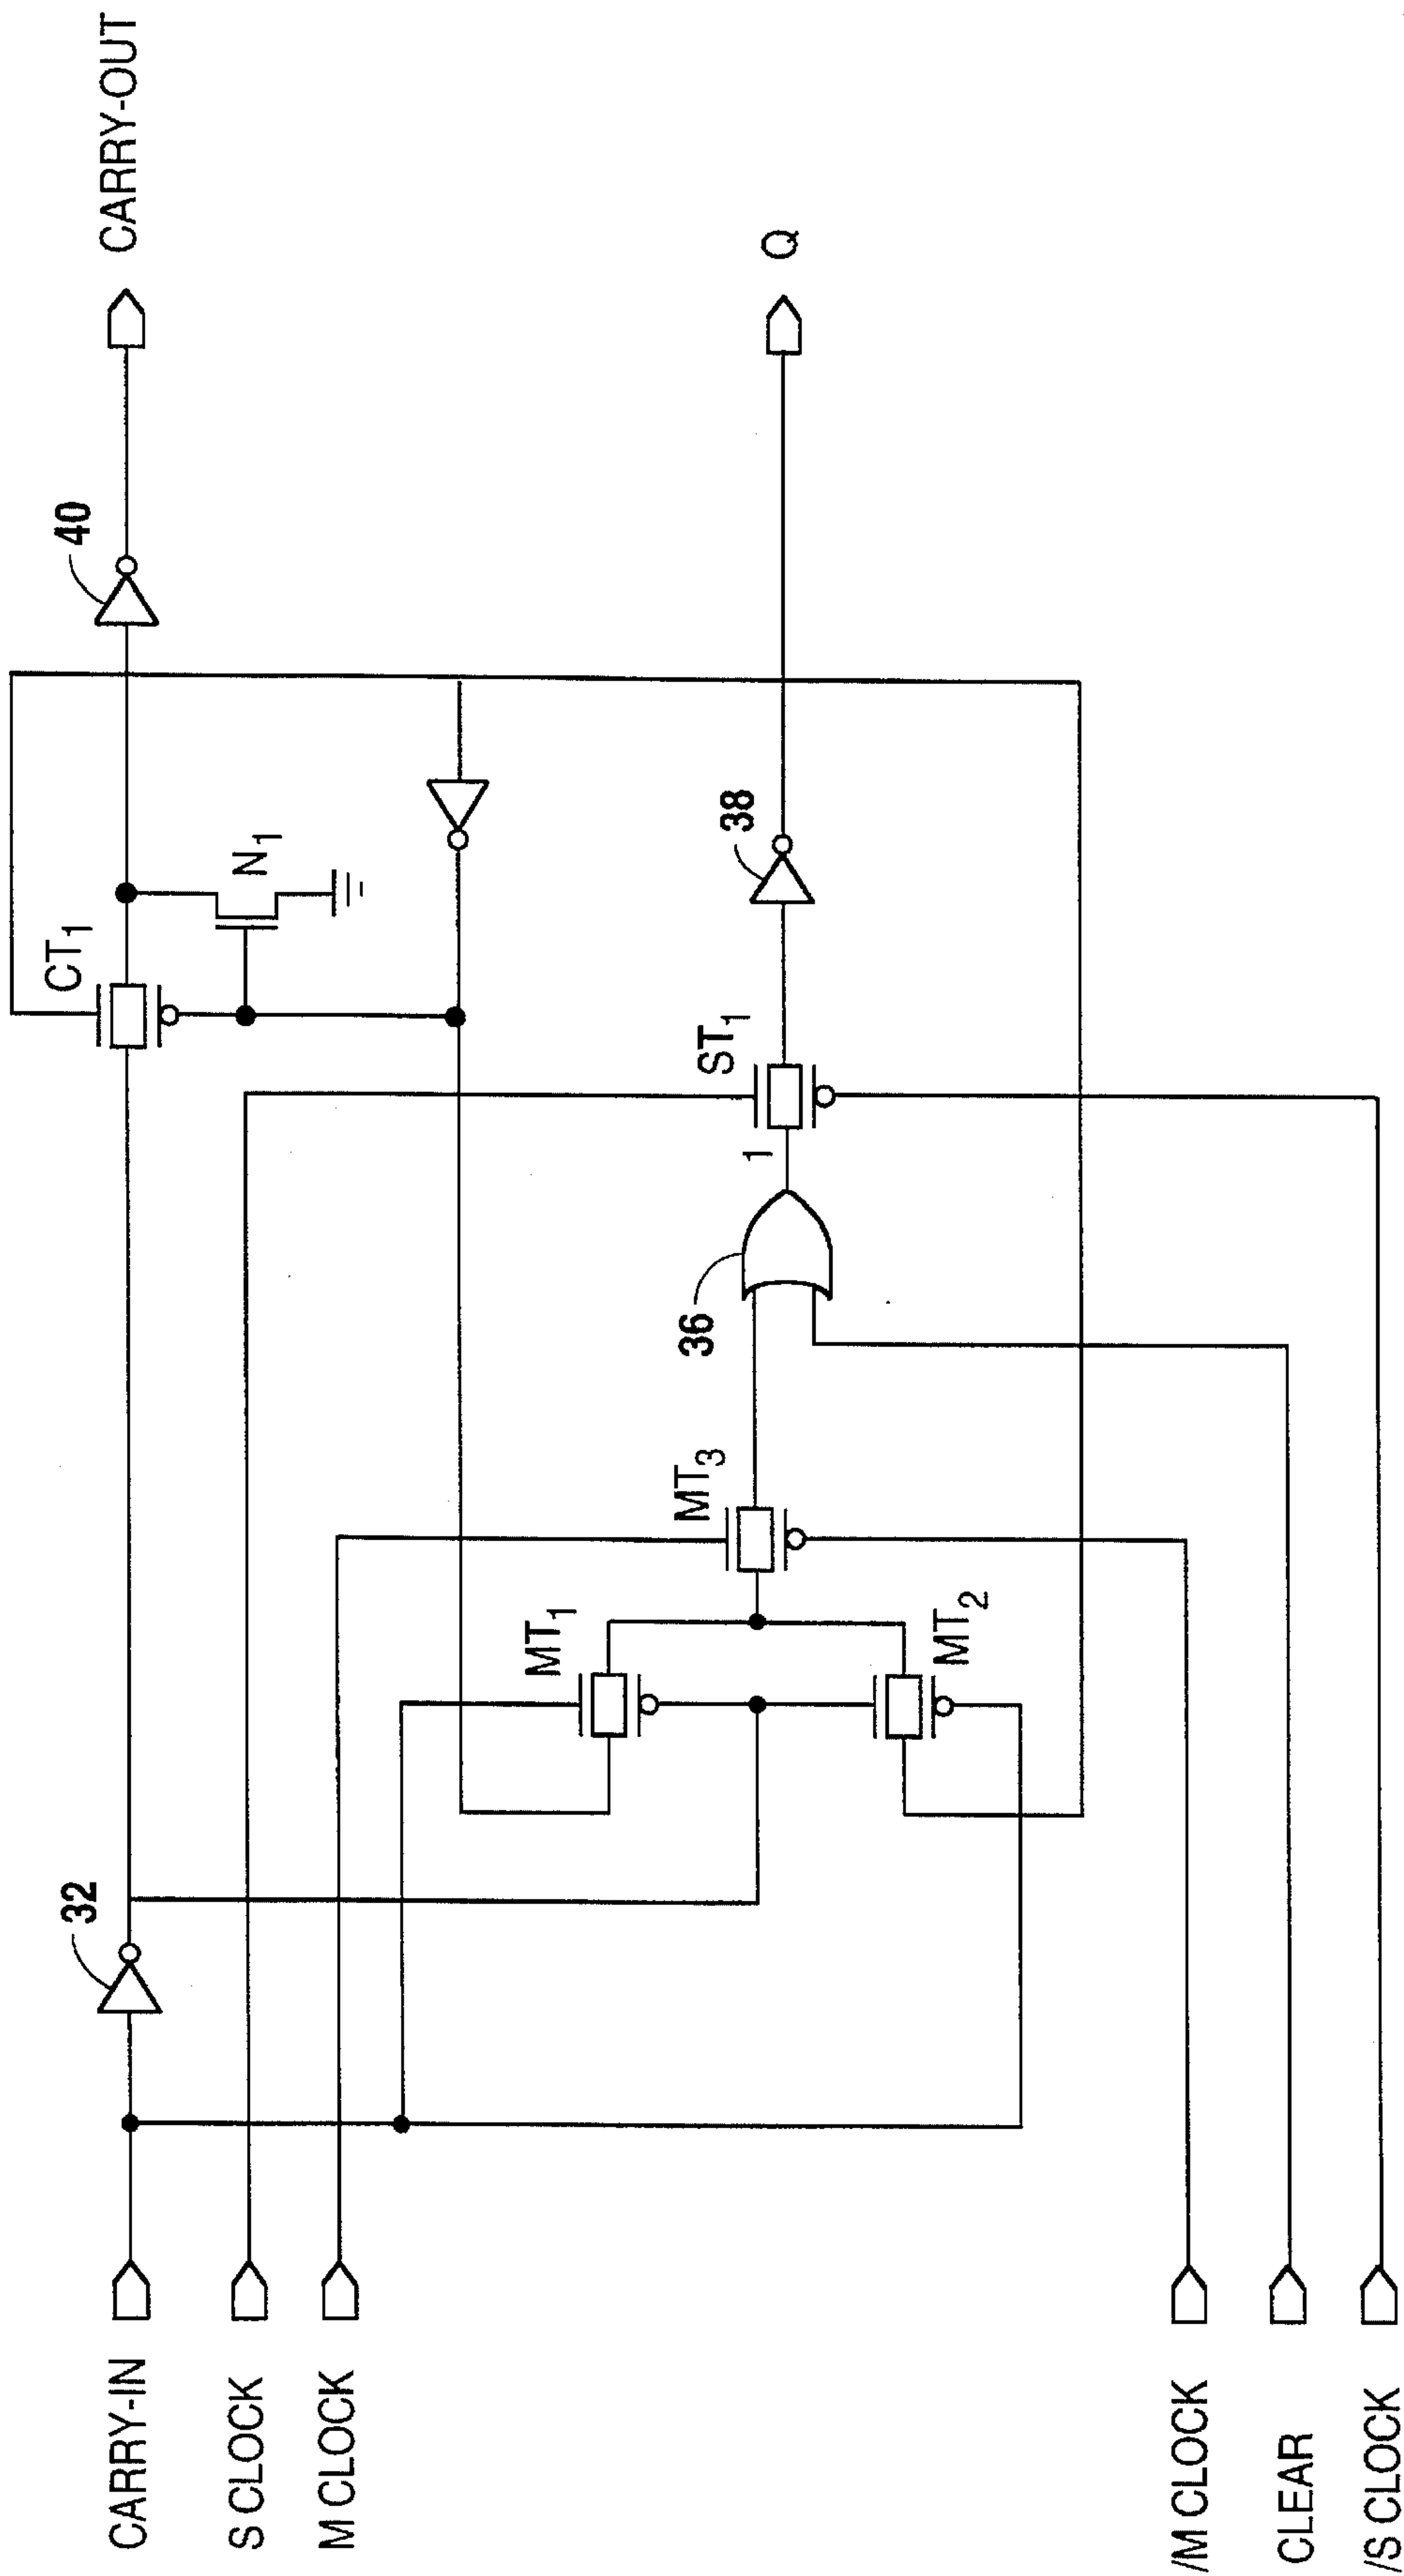 CARRY-IN
S CLOCK
M CLOCK
/M CLOCK
CLEAR
/S CLOCK
32
MT1
MT2
MT3
36
1
ST1
CT1
N1
38
40
CARRY-OUT
Q